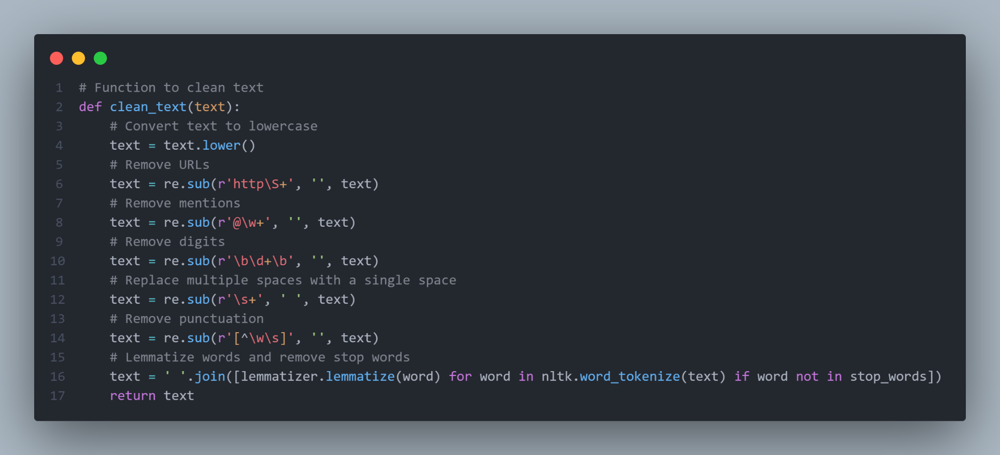 1 # Function to clean text
2 def clean_text(text):
3     # Convert text to lowercase
4     text = text.lower()
5     # Remove URLs
6     text = re.sub(r'http\S+', '', text)
7     # Remove mentions
8     text = re.sub(r'@\w+', '', text)
9     # Remove digits
10     text = re.sub(r'\b\d+\b', '', text)
11     # Replace multiple spaces with a single space
12     text = re.sub(r'\s+', ' ', text)
13     # Remove punctuation
14     text = re.sub(r'[^\w\s]', '', text)
15     # Lemmatize words and remove stop words
16     text = ' '.join([lemmatizer.lemmatize(word) for word in nltk.word_tokenize(text) if word not in stop_words])
17     return text